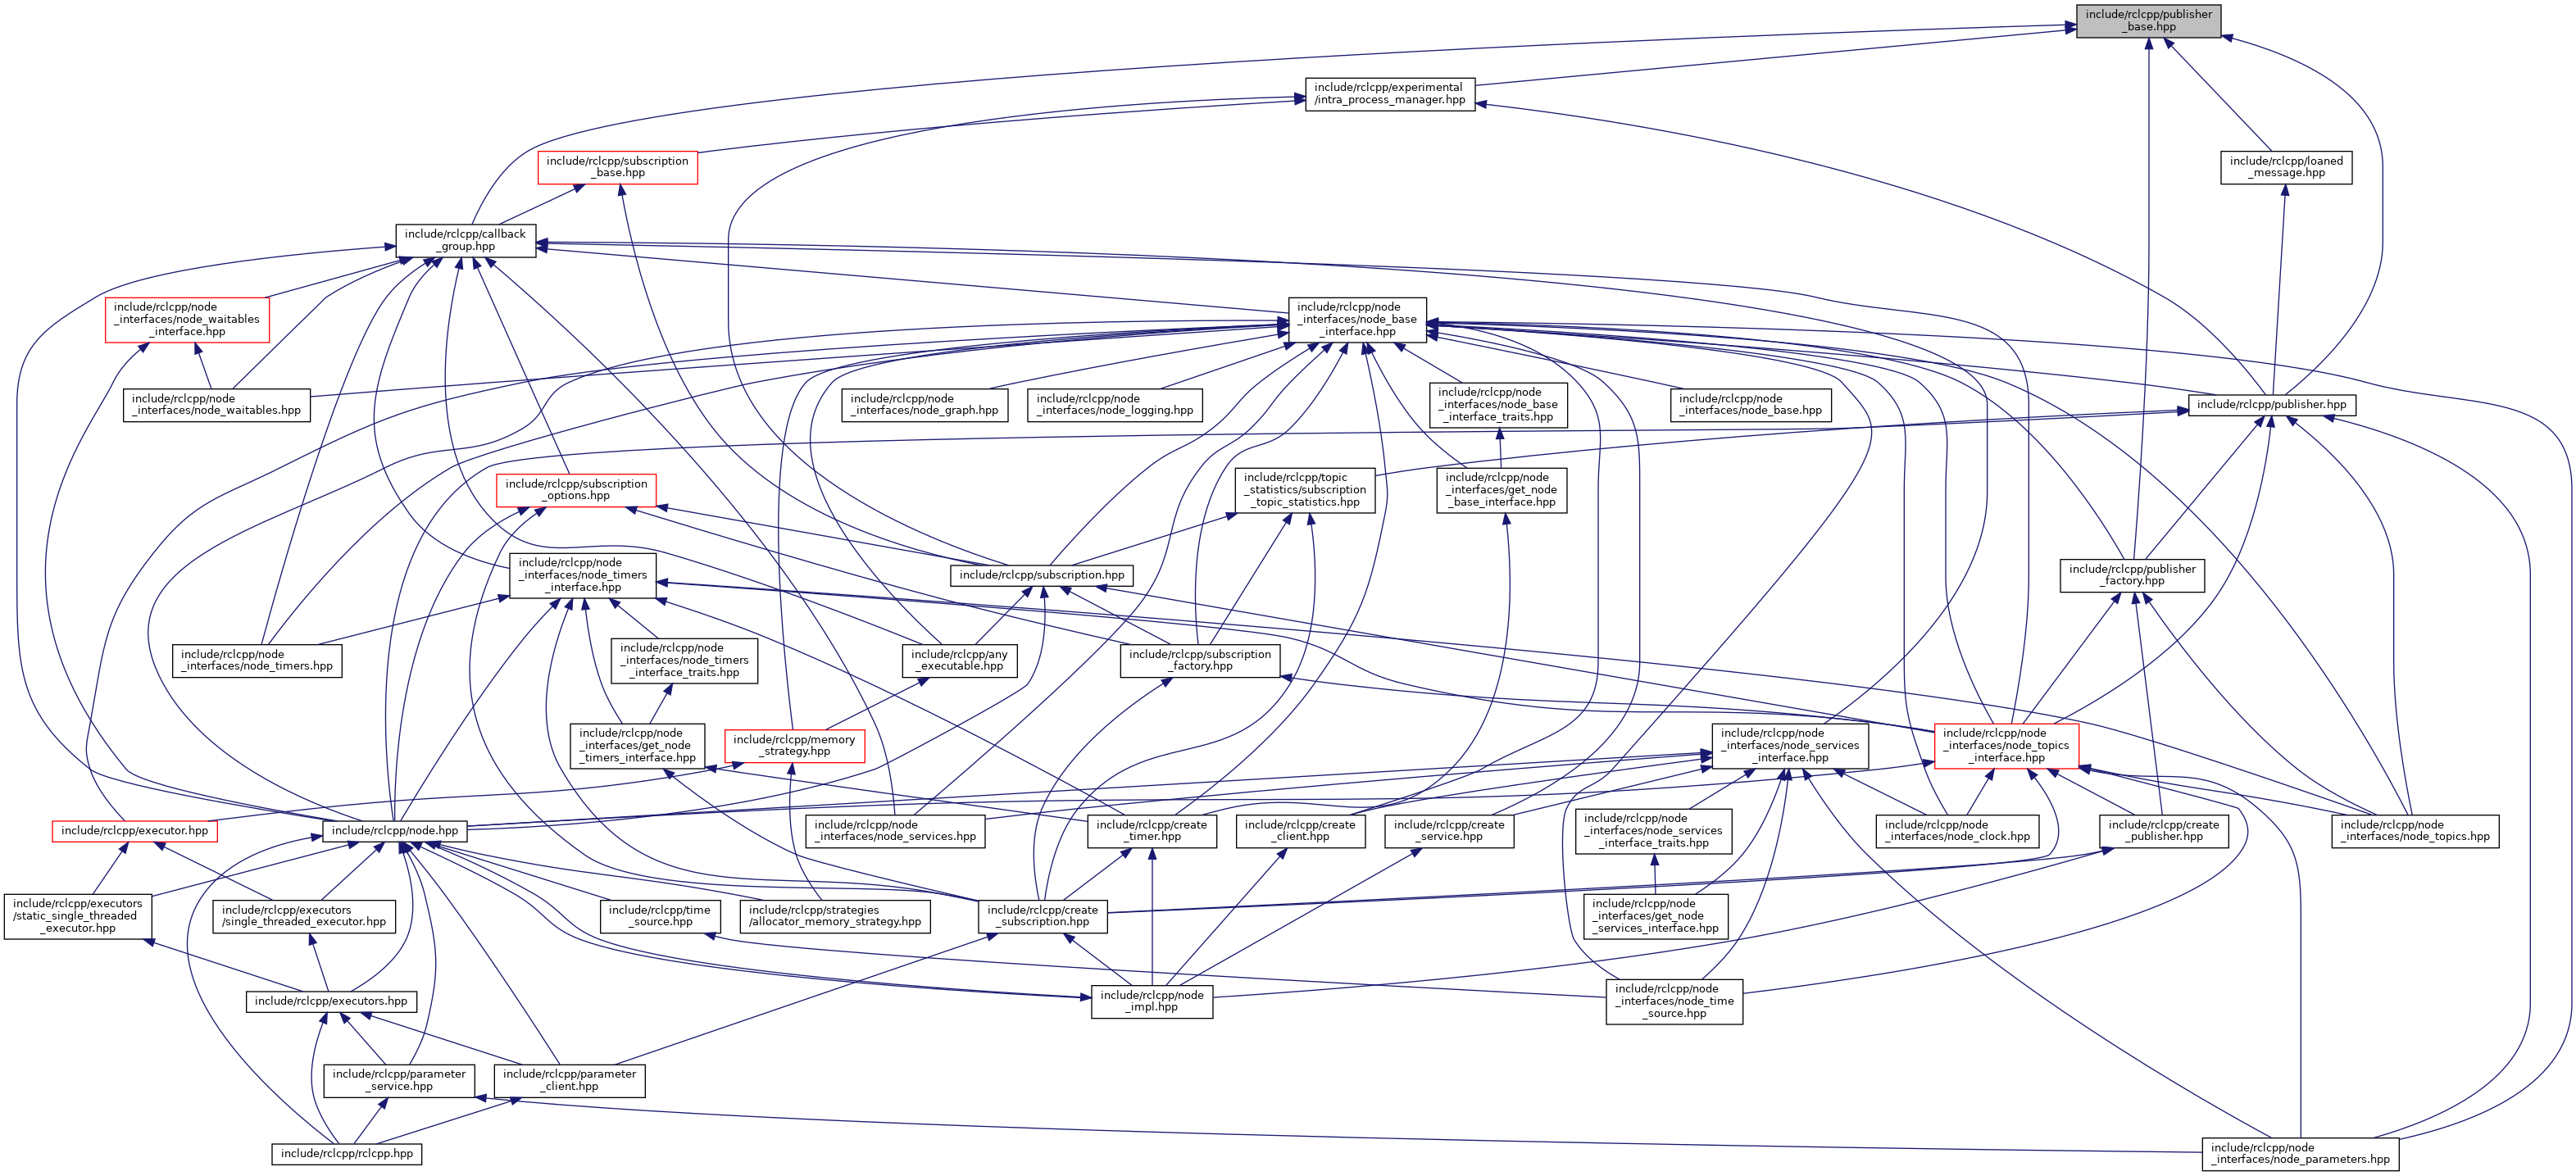 include/rclcpp/publisher
_base.hpp
include/rclcpp/experimental
/intra_process_manager.hpp
include/rclcpp/subscription
_base.hpp
include/rclcpp/loaned
_message.hpp
include/rclcpp/callback
_group.hpp
include/rclcpp/node
_interfaces/node_waitables
_interface.hpp
include/rclcpp/node
_interfaces/node_base
_interface.hpp
include/rclcpp/node
_interfaces/node_waitables.hpp
include/rclcpp/node
_interfaces/node_graph.hpp
include/rclcpp/node
_interfaces/node_logging.hpp
include/rclcpp/node
_interfaces/node_base
_interface_traits.hpp
include/rclcpp/node
_interfaces/node_base.hpp
include/rclcpp/publisher.hpp
include/rclcpp/subscription
_options.hpp
include/rclcpp/topic
_statistics/subscription
_topic_statistics.hpp
include/rclcpp/node
_interfaces/get_node
_base_interface.hpp
include/rclcpp/node
_interfaces/node_timers
_interface.hpp
include/rclcpp/subscription.hpp
include/rclcpp/publisher
_factory.hpp
include/rclcpp/node
_interfaces/node_timers.hpp
include/rclcpp/node
_interfaces/node_timers
_interface_traits.hpp
include/rclcpp/any
_executable.hpp
include/rclcpp/subscription
_factory.hpp
include/rclcpp/node
_interfaces/get_node
_timers_interface.hpp
include/rclcpp/memory
_strategy.hpp
include/rclcpp/node
_interfaces/node_services
_interface.hpp
include/rclcpp/node
_interfaces/node_topics
_interface.hpp
include/rclcpp/executor.hpp
include/rclcpp/node.hpp
include/rclcpp/node
_interfaces/node_services.hpp
include/rclcpp/create
_timer.hpp
include/rclcpp/create
_client.hpp
include/rclcpp/create
_service.hpp
include/rclcpp/node
_interfaces/node_services
_interface_traits.hpp
include/rclcpp/node
_interfaces/node_clock.hpp
include/rclcpp/create
_publisher.hpp
include/rclcpp/node
_interfaces/node_topics.hpp
include/rclcpp/executors
/static_single_threaded
_executor.hpp
include/rclcpp/executors
/single_threaded_executor.hpp
include/rclcpp/time
_source.hpp
include/rclcpp/strategies
/allocator_memory_strategy.hpp
include/rclcpp/create
_subscription.hpp
include/rclcpp/node
_interfaces/get_node
_services_interface.hpp
include/rclcpp/executors.hpp
include/rclcpp/node
_impl.hpp
include/rclcpp/node
_interfaces/node_time
_source.hpp
include/rclcpp/parameter
_service.hpp
include/rclcpp/parameter
_client.hpp
include/rclcpp/rclcpp.hpp
include/rclcpp/node
_interfaces/node_parameters.hpp